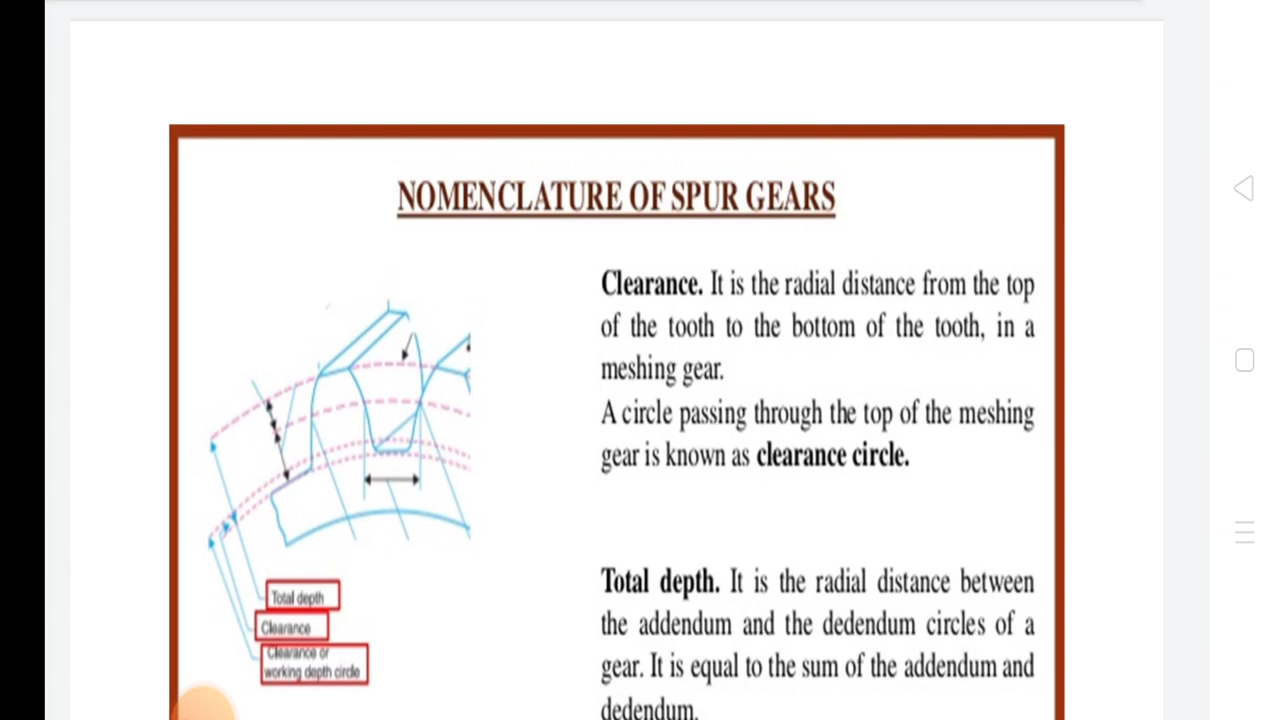 NOMENCLATURE OF SPUR GEARS
Clearance. It is the radial distance from the top
of the tooth to the bottom of the tooth, in a
meshing gear.
A circle passing through the top of the meshing
gear is known as clearance circle.
Total depth. It is the radial distance between
the addendum and the dedendum circles of a
gear. It is equal to the sum of the addendum and
dedendum.
Total depth
Clearance
Clearance or
working depth circle